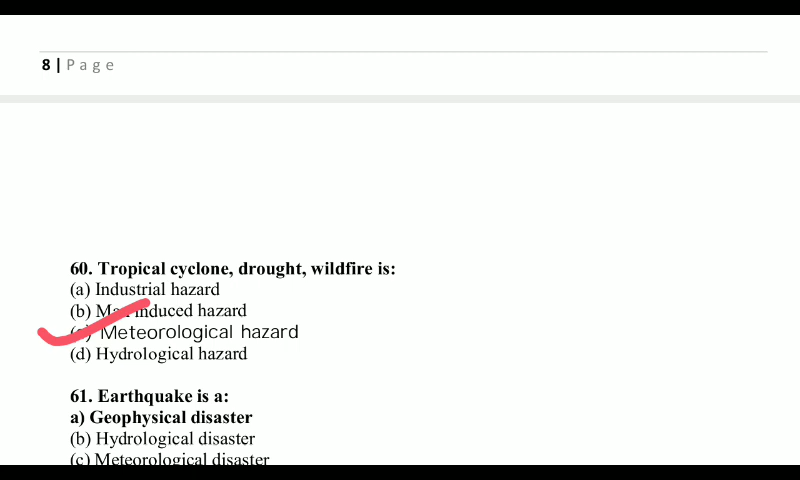 8 | Page
60. Tropical cyclone, drought, wildfire is:
(a) Industrial hazard
(b) Man induced hazard
(c) Meteorological hazard
(d) Hydrological hazard
61. Earthquake is a:
a) Geophysical disaster
(b) Hydrological disaster
(c) Meteorological disaster